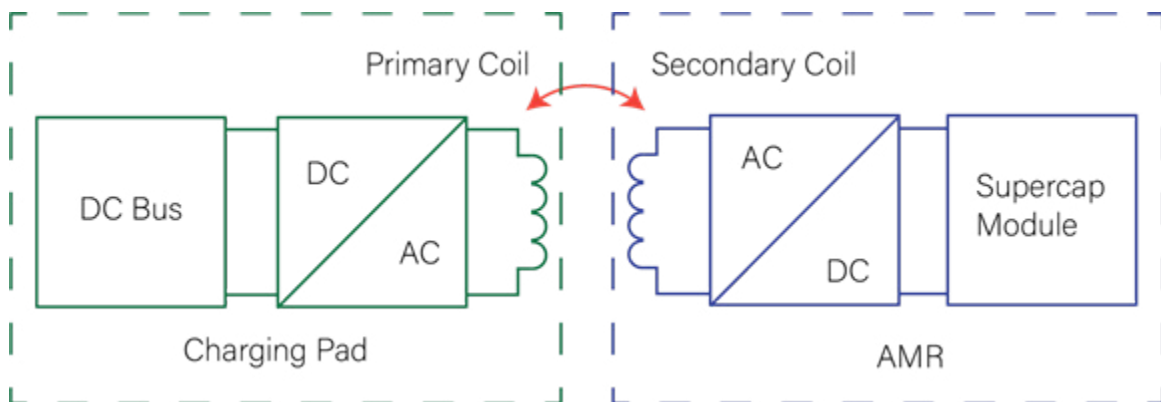 Primary Coil
Secondary Coil
DC Bus
DC
AC
AC
DC
Supercap
Module
Charging Pad
AMR